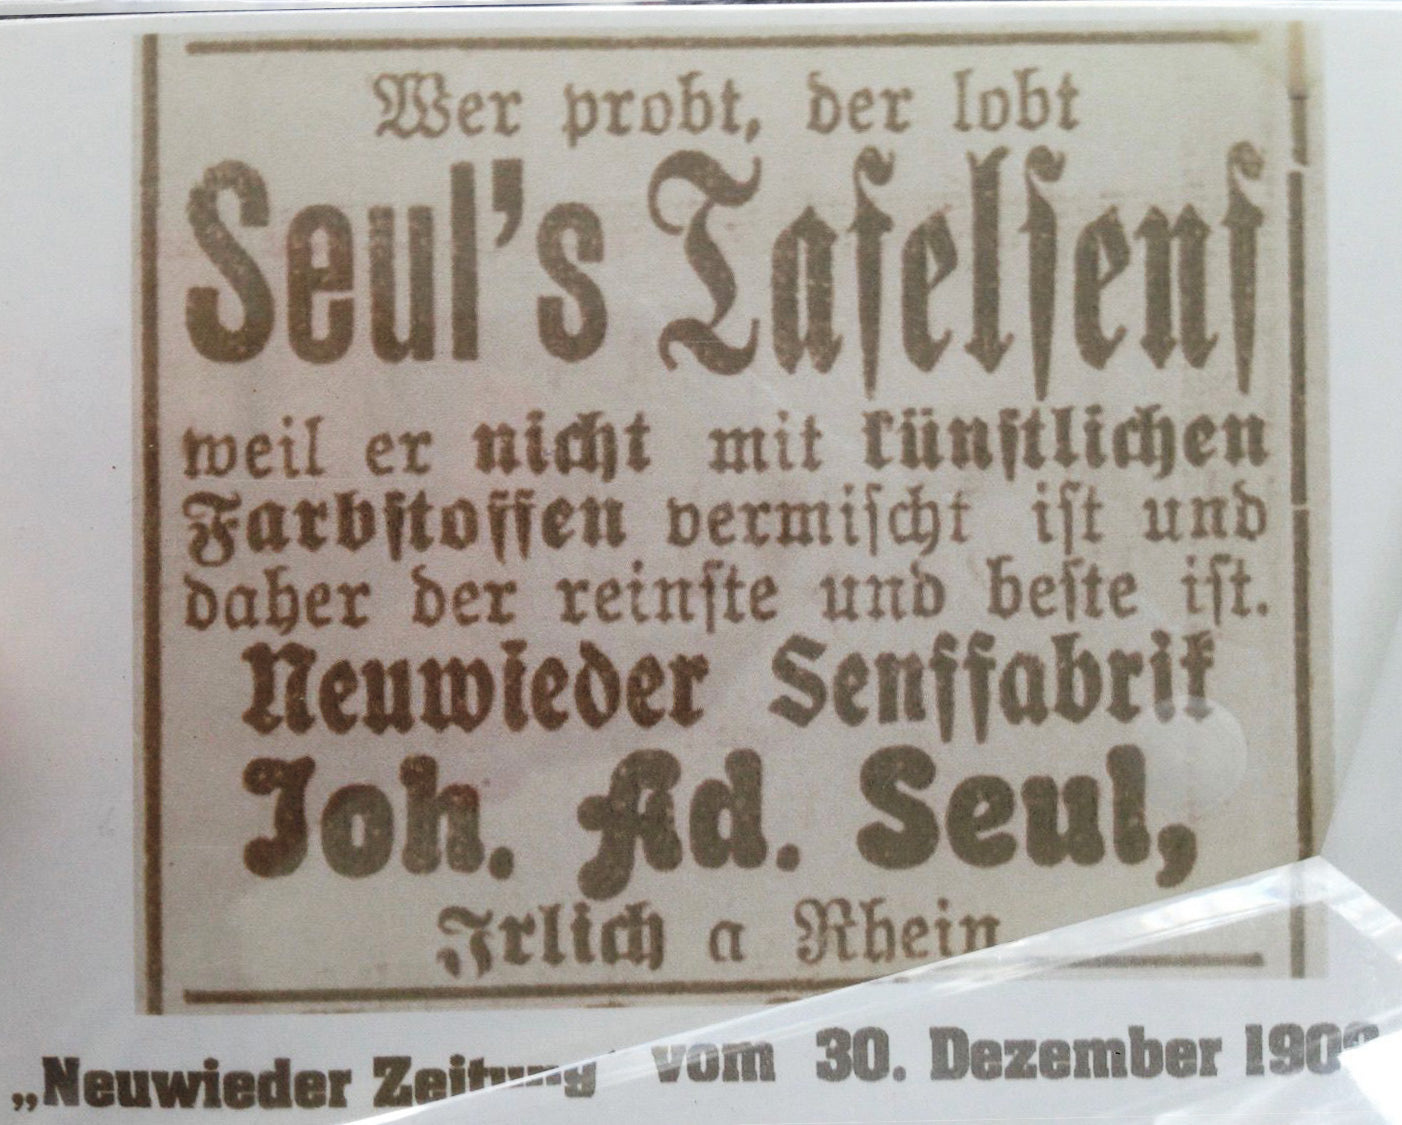 Wer probt, der lobt
Seul's Tafelſenf
weil er nicht mit künſtlichen
Farbſtoffen vermiſcht iſt und
daher der reinſte und beſte iſt.
Neuwieder Senffabrik
Joh. Ad. Seul,
Irlich a Rhein
„Neuwieder Zeitung" vom 30. Dezember